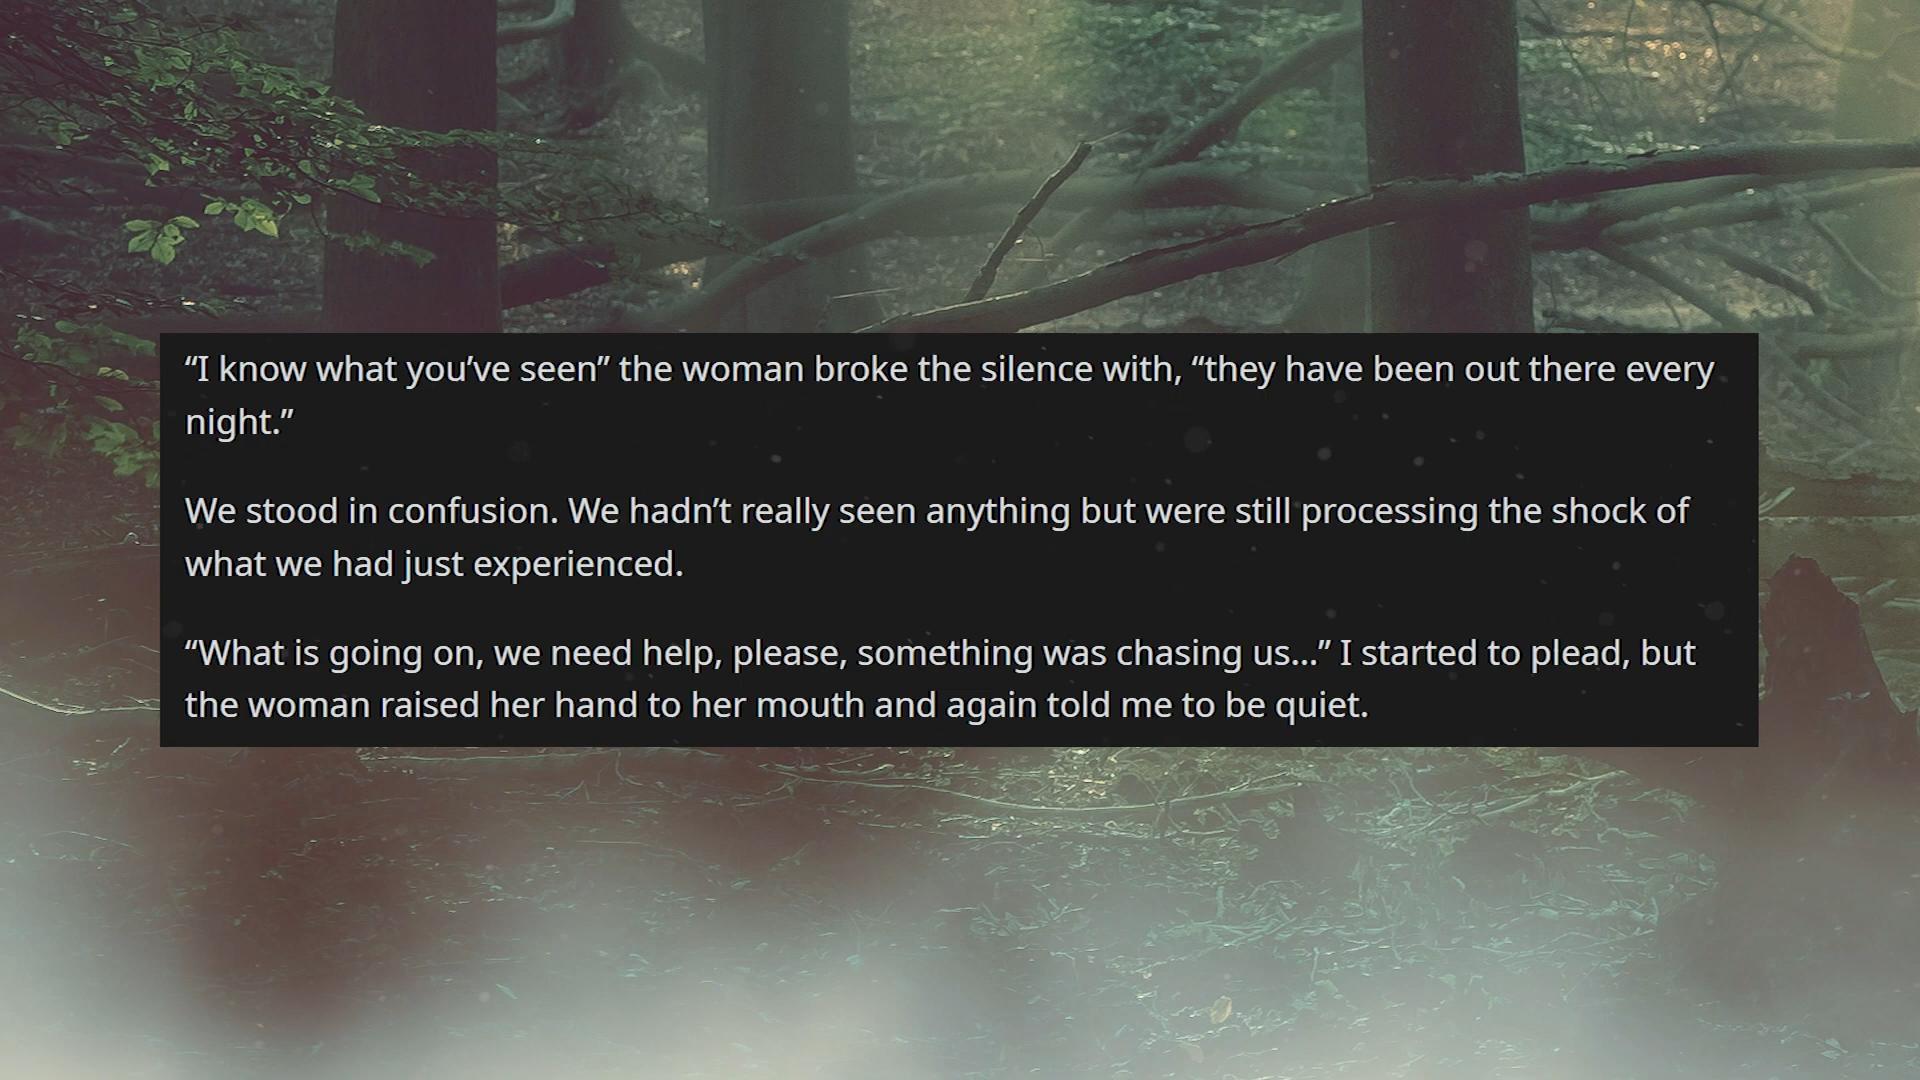 “I know what you’ve seen” the woman broke the silence with, “they have been out there every
night.”
We stood in confusion. We hadn’t really seen anything but were still processing the shock of
what we had just experienced.
“What is going on, we need help, please, something was chasing us...” I started to plead, but
the woman raised her hand to her mouth and again told me to be quiet.